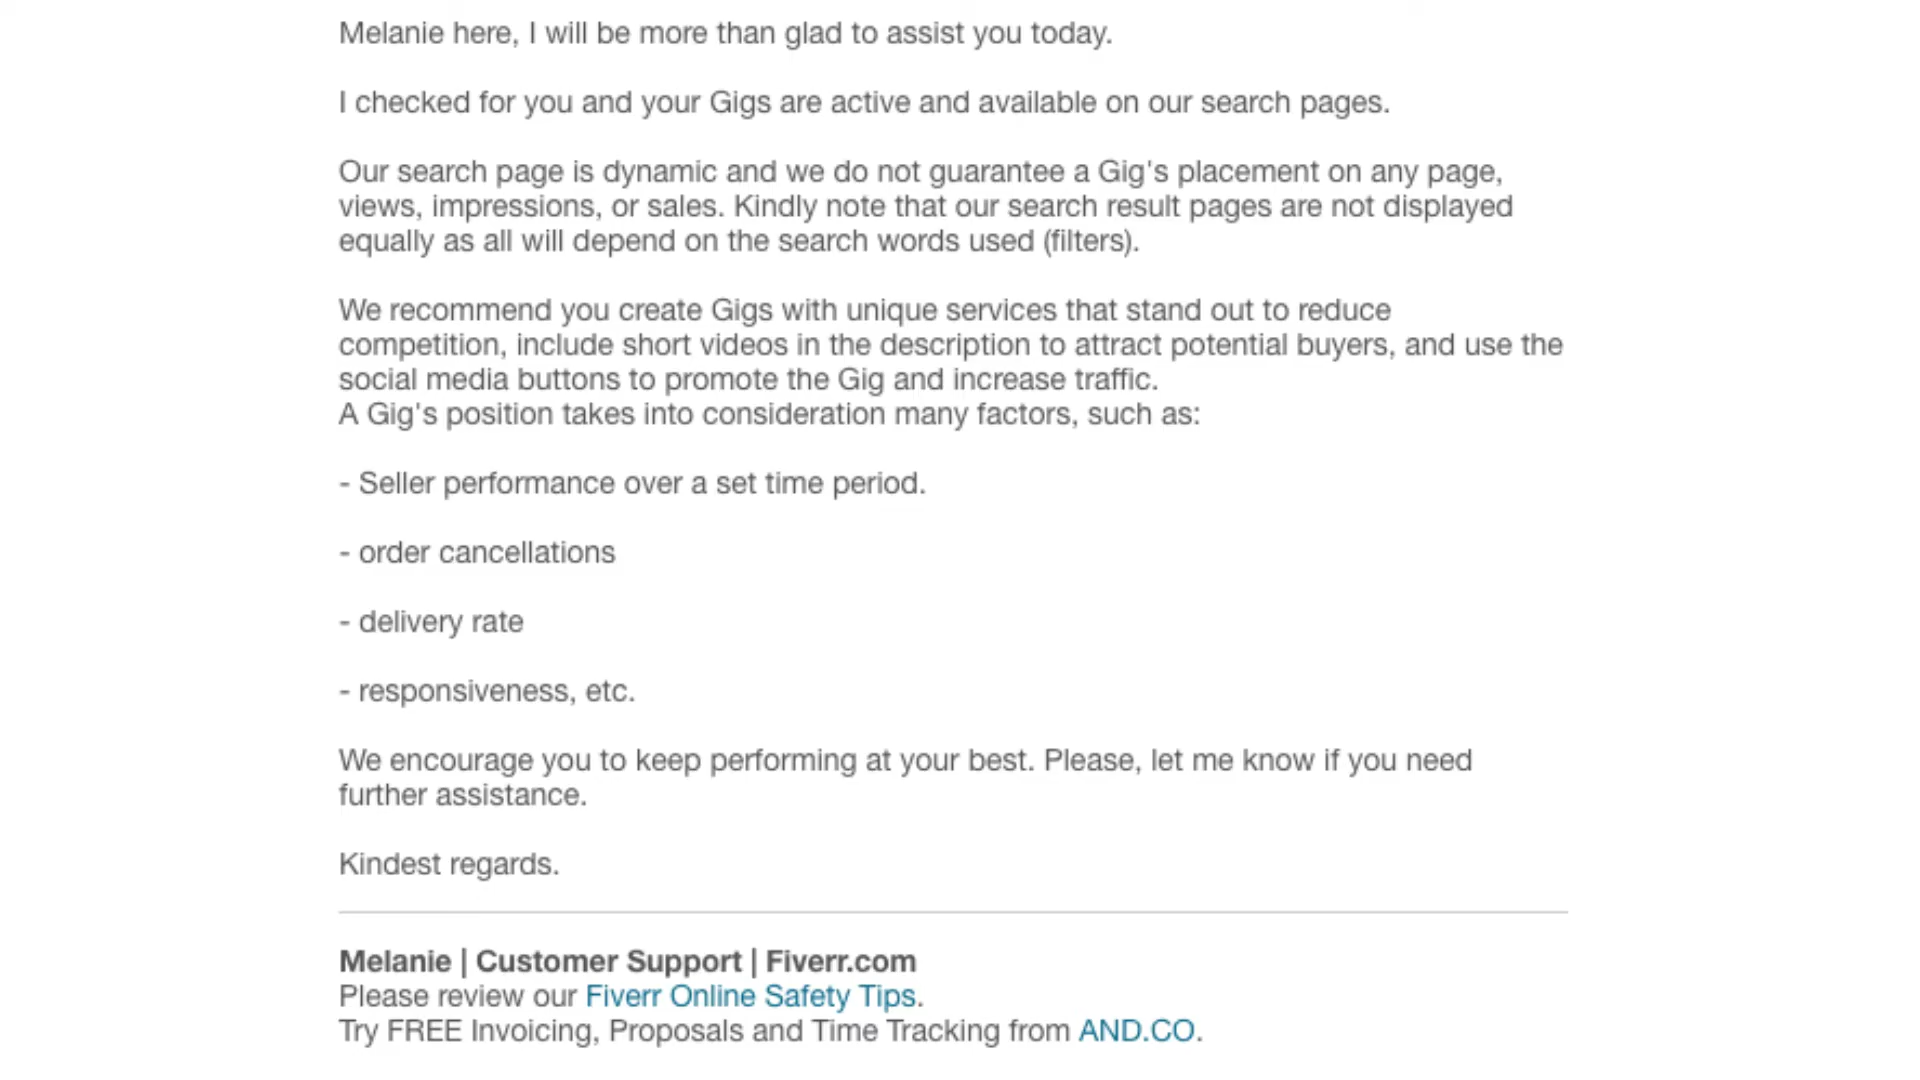 Melanie here, I will be more than glad to assist you today.
I checked for you and your Gigs are active and available on our search pages.
Our search page is dynamic and we do not guarantee a Gig's placement on any page,
views, impressions, or sales. Kindly note that our search result pages are not displayed
equally as all will depend on the search words used (filters).
We recommend you create Gigs with unique services that stand out to reduce
competition, include short videos in the description to attract potential buyers, and use the
social media buttons to promote the Gig and increase traffic.
A Gig's position takes into consideration many factors, such as:
- Seller performance over a set time period.
- order cancellations
- delivery rate
- responsiveness, etc.
We encourage you to keep performing at your best. Please, let me know if you need
further assistance.
Kindest regards.
Melanie | Customer Support | Fiverr.com
Please review our Fiverr Online Safety Tips.
Try FREE Invoicing, Proposals and Time Tracking from AND.CO.